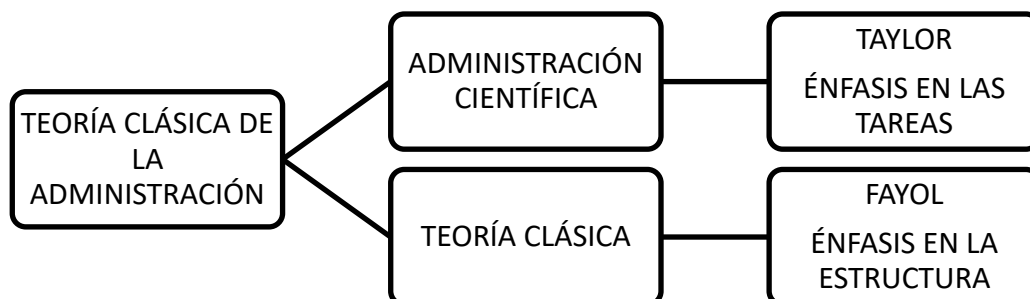 TEORÍA CLÁSICA DE
LA
ADMINISTRACIÓN
ADMINISTRACIÓN
CIENTÍFICA
TAYLOR
ÉNFASIS EN LAS
TAREAS
TEORÍA CLÁSICA
FAYOL
ÉNFASIS EN LA
ESTRUCTURA